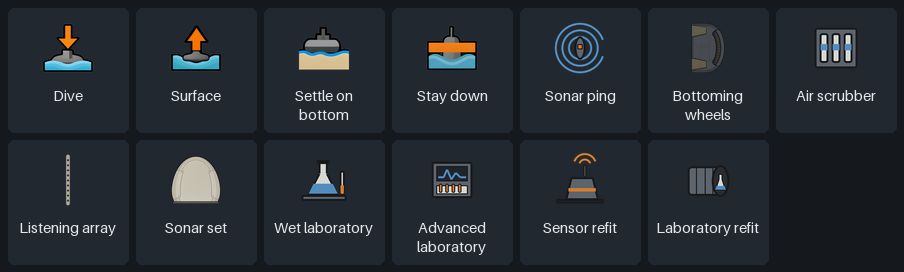 Dive
Surface
Settle on
bottom
Stay down
Sonar ping
Bottoming
wheels
Air scrubber
Listening array
Sonar set
Wet laboratory
Advanced
laboratory
Sensor refit
Laboratory refit